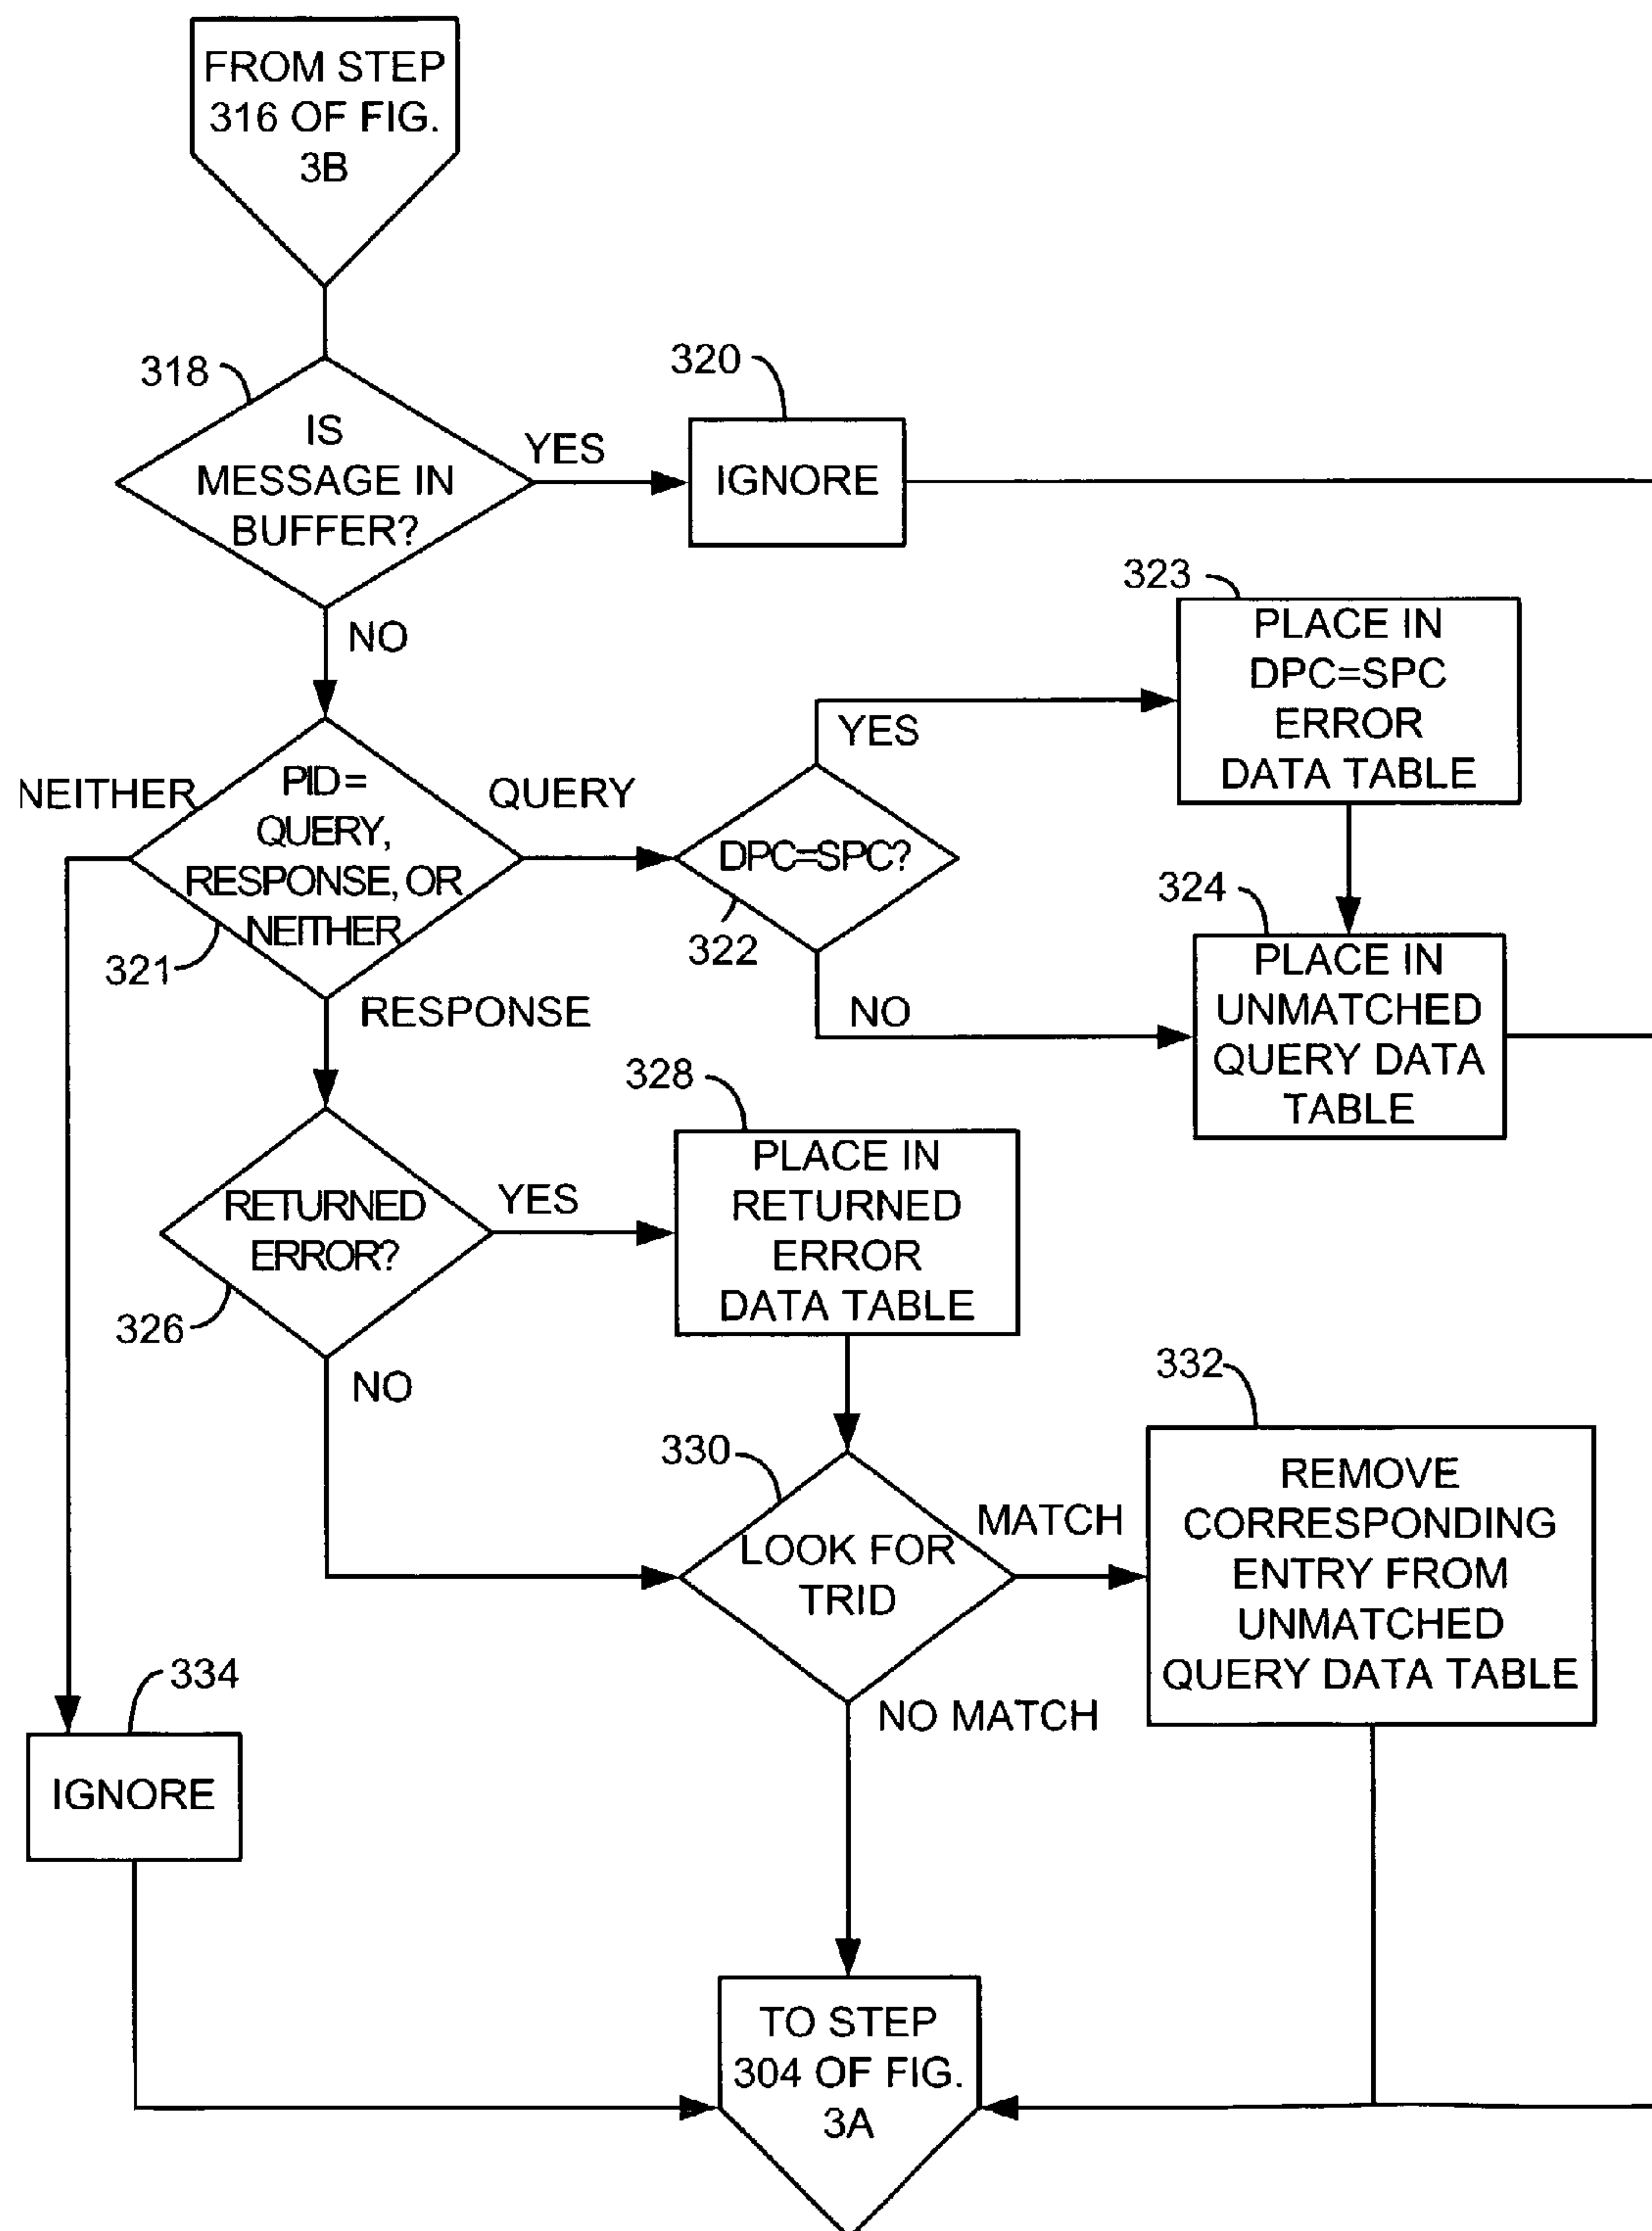 FROM STEP
316 OF FIG.
3B
318
IS
MESSAGE IN
BUFFER?
YES
320
IGNORE
NO
323
PLACE IN
DPC=SPC
ERROR
DATA TABLE
NEITHER
PID=
QUERY,
RESPONSE, OR
NEITHER
321
QUERY
YES
DPC=SPC?
322
NO
324
PLACE IN
UNMATCHED
QUERY DATA
TABLE
RESPONSE
328
PLACE IN
RETURNED
ERROR
DATA TABLE
RETURNED
ERROR?
YES
326
NO
330
LOOK FOR
TRID
MATCH
332
REMOVE
CORRESPONDING
ENTRY FROM
UNMATCHED
QUERY DATA TABLE
NO MATCH
334
IGNORE
TO STEP
304 OF FIG.
3A